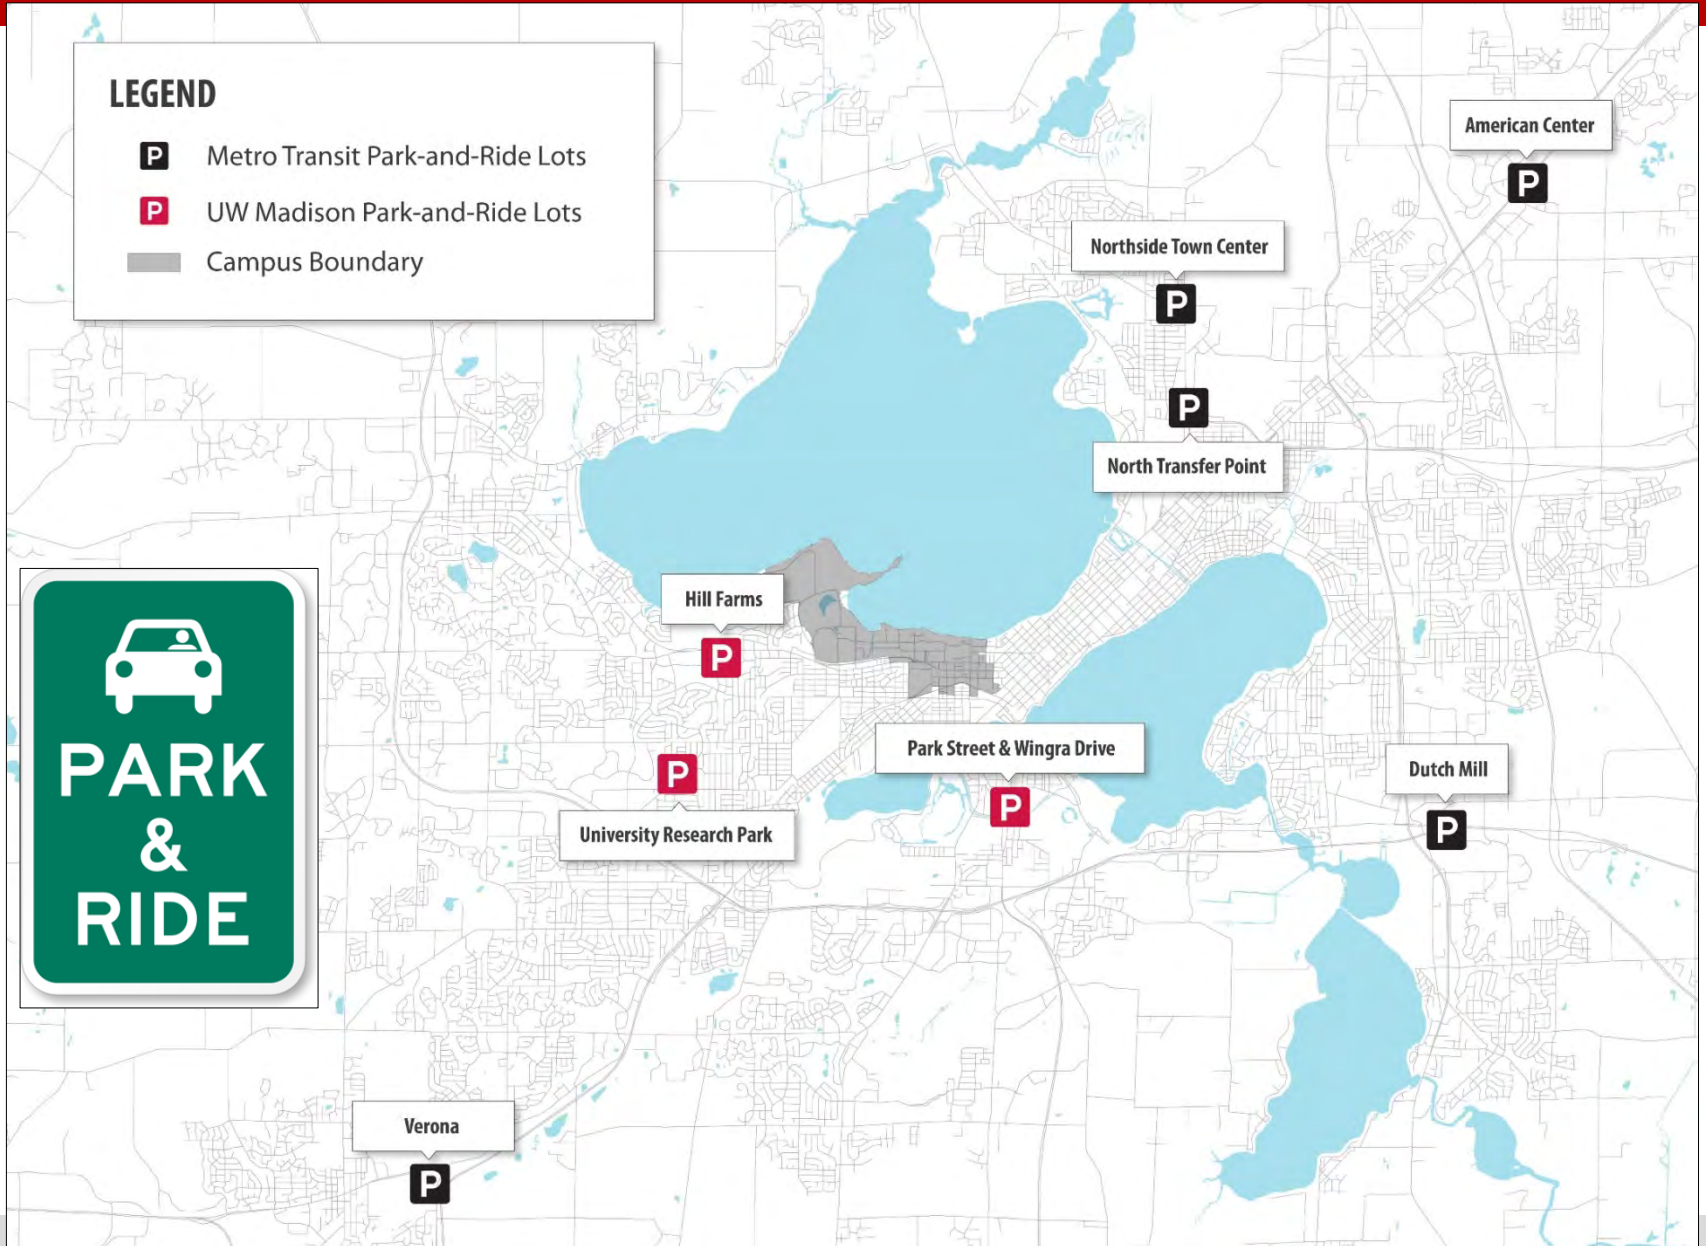 LEGEND
P Metro Transit Park-and-Ride Lots
P UW Madison Park-and-Ride Lots
Campus Boundary
American Center
P
Northside Town Center
P
P
North Transfer Point
Hill Farms
P
PARK
&
RIDE
Park Street & Wingra Drive
P
P
University Research Park
Dutch Mill
P
Verona
P